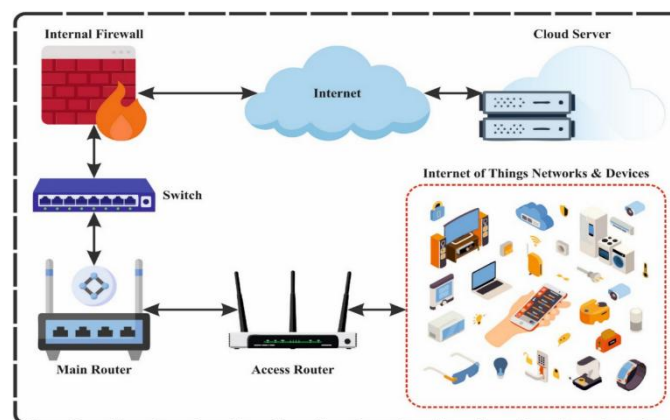 Internal Firewall
Cloud Server
Internet
Internet of Things Networks & Devices
Switch
Main Router
Access Router